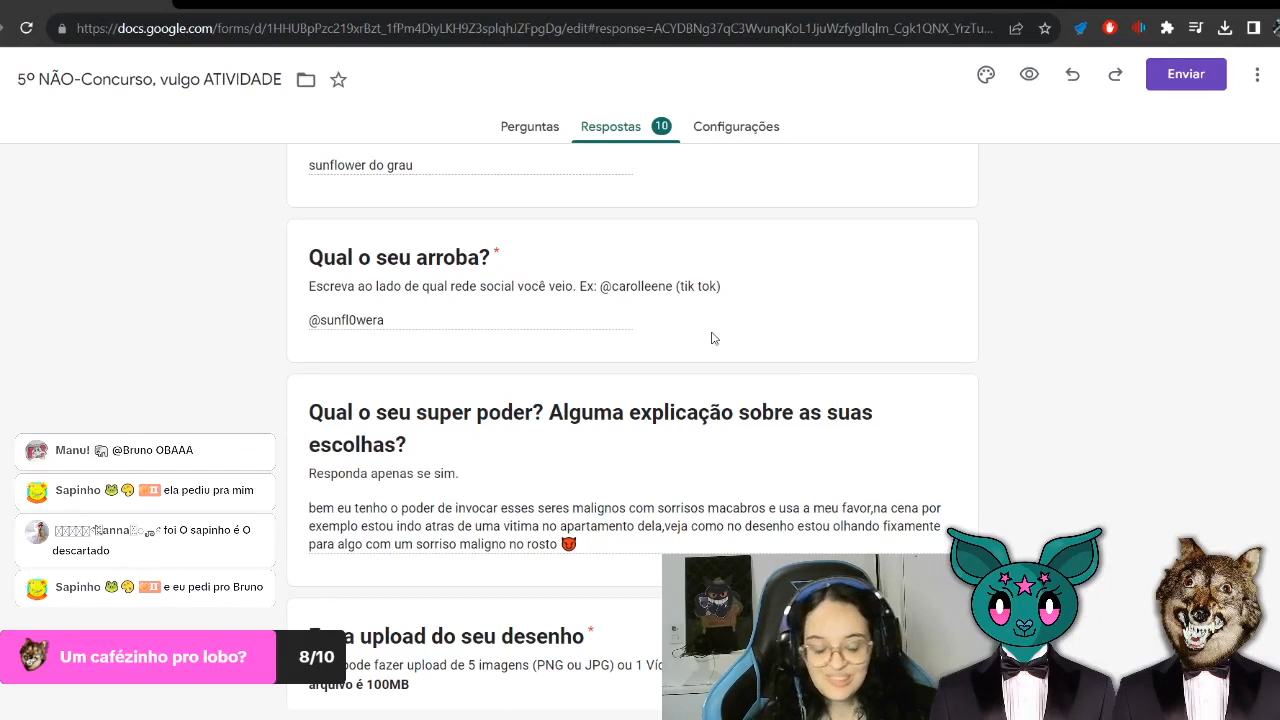 https://docs.google.com/forms/d/1HHUBpPzc219xrBzt_1fPm4DiyLKH9Z3splqhJZFpgDg/edit#response=ACYDBNg37qC3WvunqKoL1JjuWzfyglIqlm_Cgk1QNX_YrzTu...
5º NÃO-Concurso, vulgo ATIVIDADE
Enviar
Perguntas Respostas 10 Configurações
sunflower do grau
Qual o seu arroba? *
Escreva ao lado de qual rede social você veio. Ex: @carolleene (tik tok)
@sunfl0wera
Qual o seu super poder? Alguma explicação sobre as suas
escolhas?
Responda apenas se sim.
bem eu tenho o poder de invocar esses seres malignos com sorrisos macabros e usa a meu favor,na cena por
exemplo estou indo atras de uma vitima no apartamento dela,veja como no desenho estou olhando fixamente
para algo com um sorriso maligno no rosto 😈
Manu! @Bruno OBAAA
Sapinho 🐸 ela pediu pra mim
anna foi O sapinho é O
descartado
Sapinho 🐸 e eu pedi pro Bruno
Um cafézinho pro lobo? 8/10
a upload do seu desenho *
pode fazer upload de 5 imagens (PNG ou JPG) ou 1 Ví
arquivo é 100MB